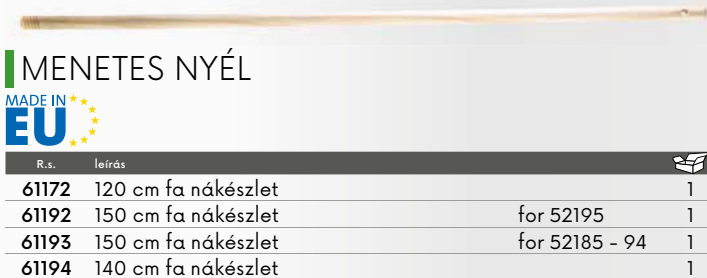 MENETES NYÉL
MADE IN
EU
R.s. leírás
61172 120 cm fa nákészlet 1
61192 150 cm fa nákészlet for 52195 1
61193 150 cm fa nákészlet for 52185 - 94 1
61194 140 cm fa nákészlet 1